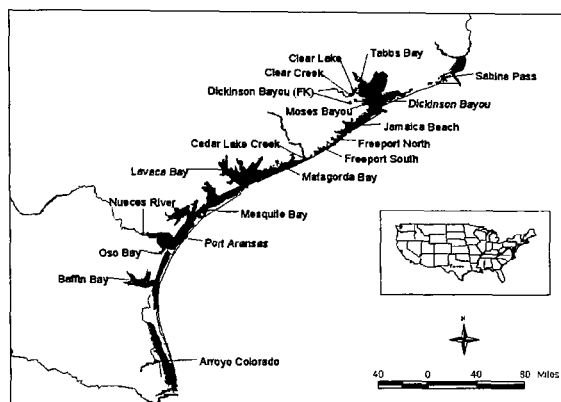 Clear Lake
Tabbs Bay
Clear Creek
Sabine Pass
Dickinson Bayou (FK)
Dickinson Bayou
Moses Bayou
Jamaica Beach
Freeport North
Cedar Lake Creek
Freeport South
Lavaca Bay
Matagorda Bay
Nueces River
Mesquite Bay
Port Aransas
Oso Bay
Baffin Bay
Arroyo Colorado
N
40 0 40 80 Miles